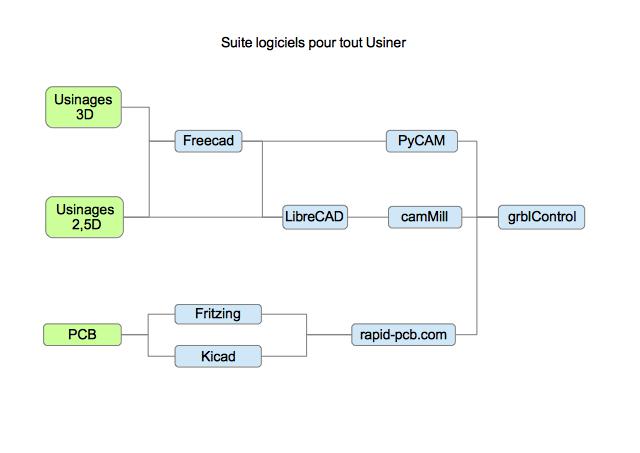 Suite logiciels pour tout Usiner
Usinages
3D
Freecad
PyCAM
Usinages
2,5D
LibreCAD
camMill
grblControl
Fritzing
PCB
rapid-pcb.com
Kicad